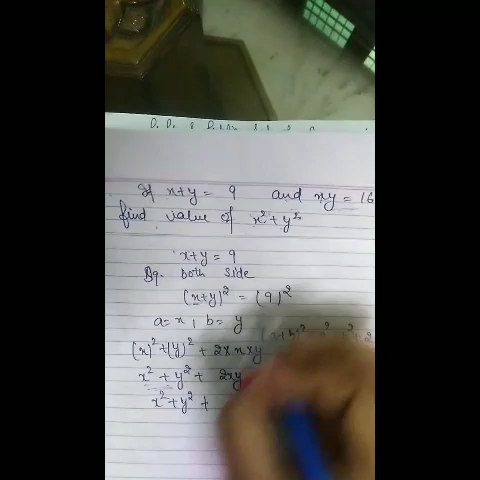 If x+y = 9 and xy = 16
find value of x² + y²
x+y = 9
Sq. both side
(x+y)² = (9)²
a = x, b = y
(x)² + (y)² + 2×x×y
x² + y² + 2xy
x² + y² +